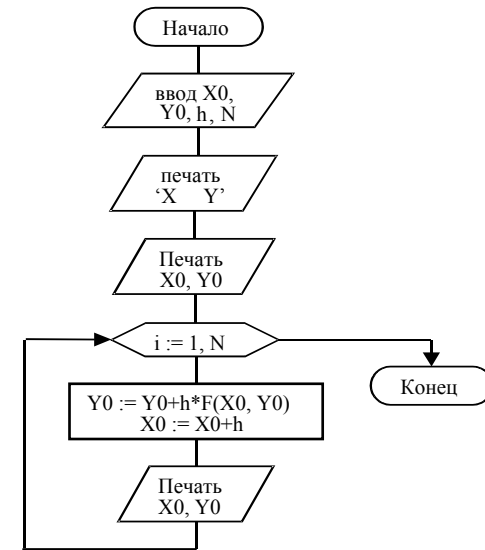 Начало
ввод X0,
Y0, h, N
печать
‘X Y’
Печать
X0, Y0
i := 1, N
Конец
Y0 := Y0+h*F(X0, Y0)
X0 := X0+h
Печать
X0, Y0